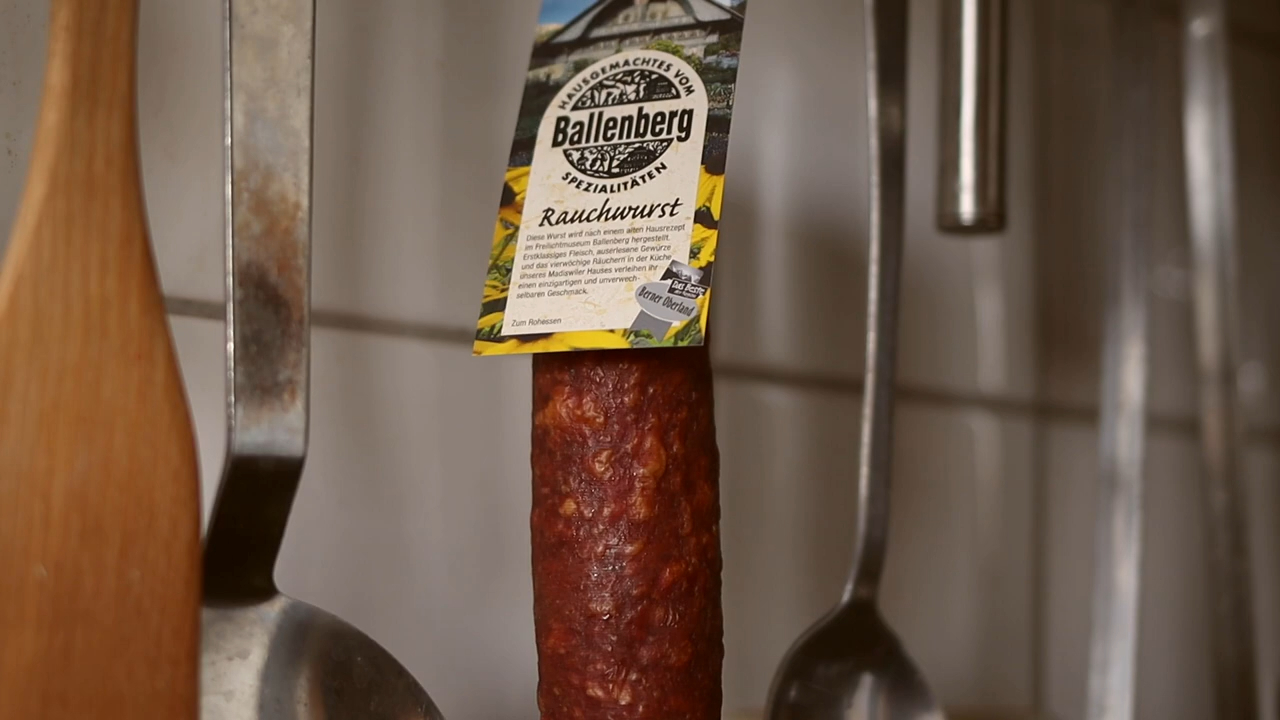 HAUSGEMACHTES VOM
Ballenberg
SPEZIALITÄTEN
Rauchwurst
Diese Wurst wird nach einem alten Hausrezept
im Freilichtmuseum Ballenberg hergestellt.
Erstklassiges Fleisch, auserlesene Gewürze
und das vierwöchige Räuchern in der Küche
unseres Madiswiler Hauses verleihen ihr
einen einzigartigen und unverwech-
selbaren Geschmack.
Das Beste
Berner Oberland
Zum Rohessen